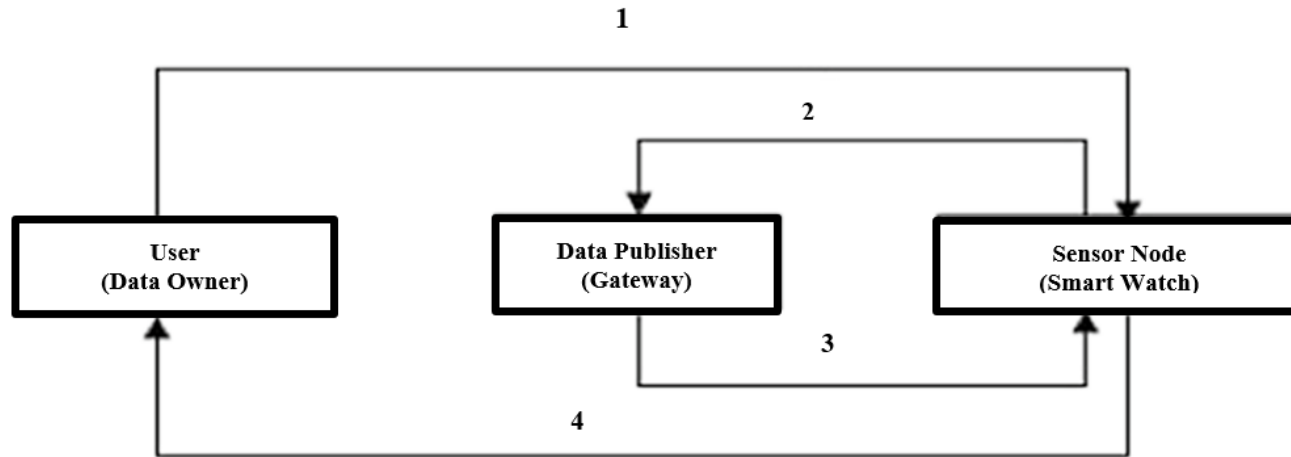 1
2
User
(Data Owner)
Data Publisher
(Gateway)
Sensor Node
(Smart Watch)
3
4